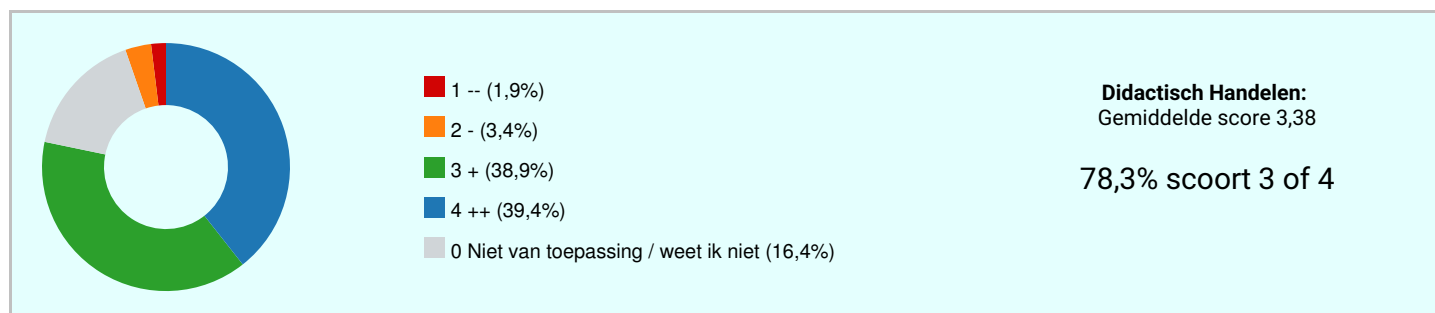 1 -- (1,9%)
2 - (3,4%)
3 + (38,9%)
4 ++ (39,4%)
0 Niet van toepassing / weet ik niet (16,4%)
Didactisch Handelen:
Gemiddelde score 3,38
78,3% scoort 3 of 4